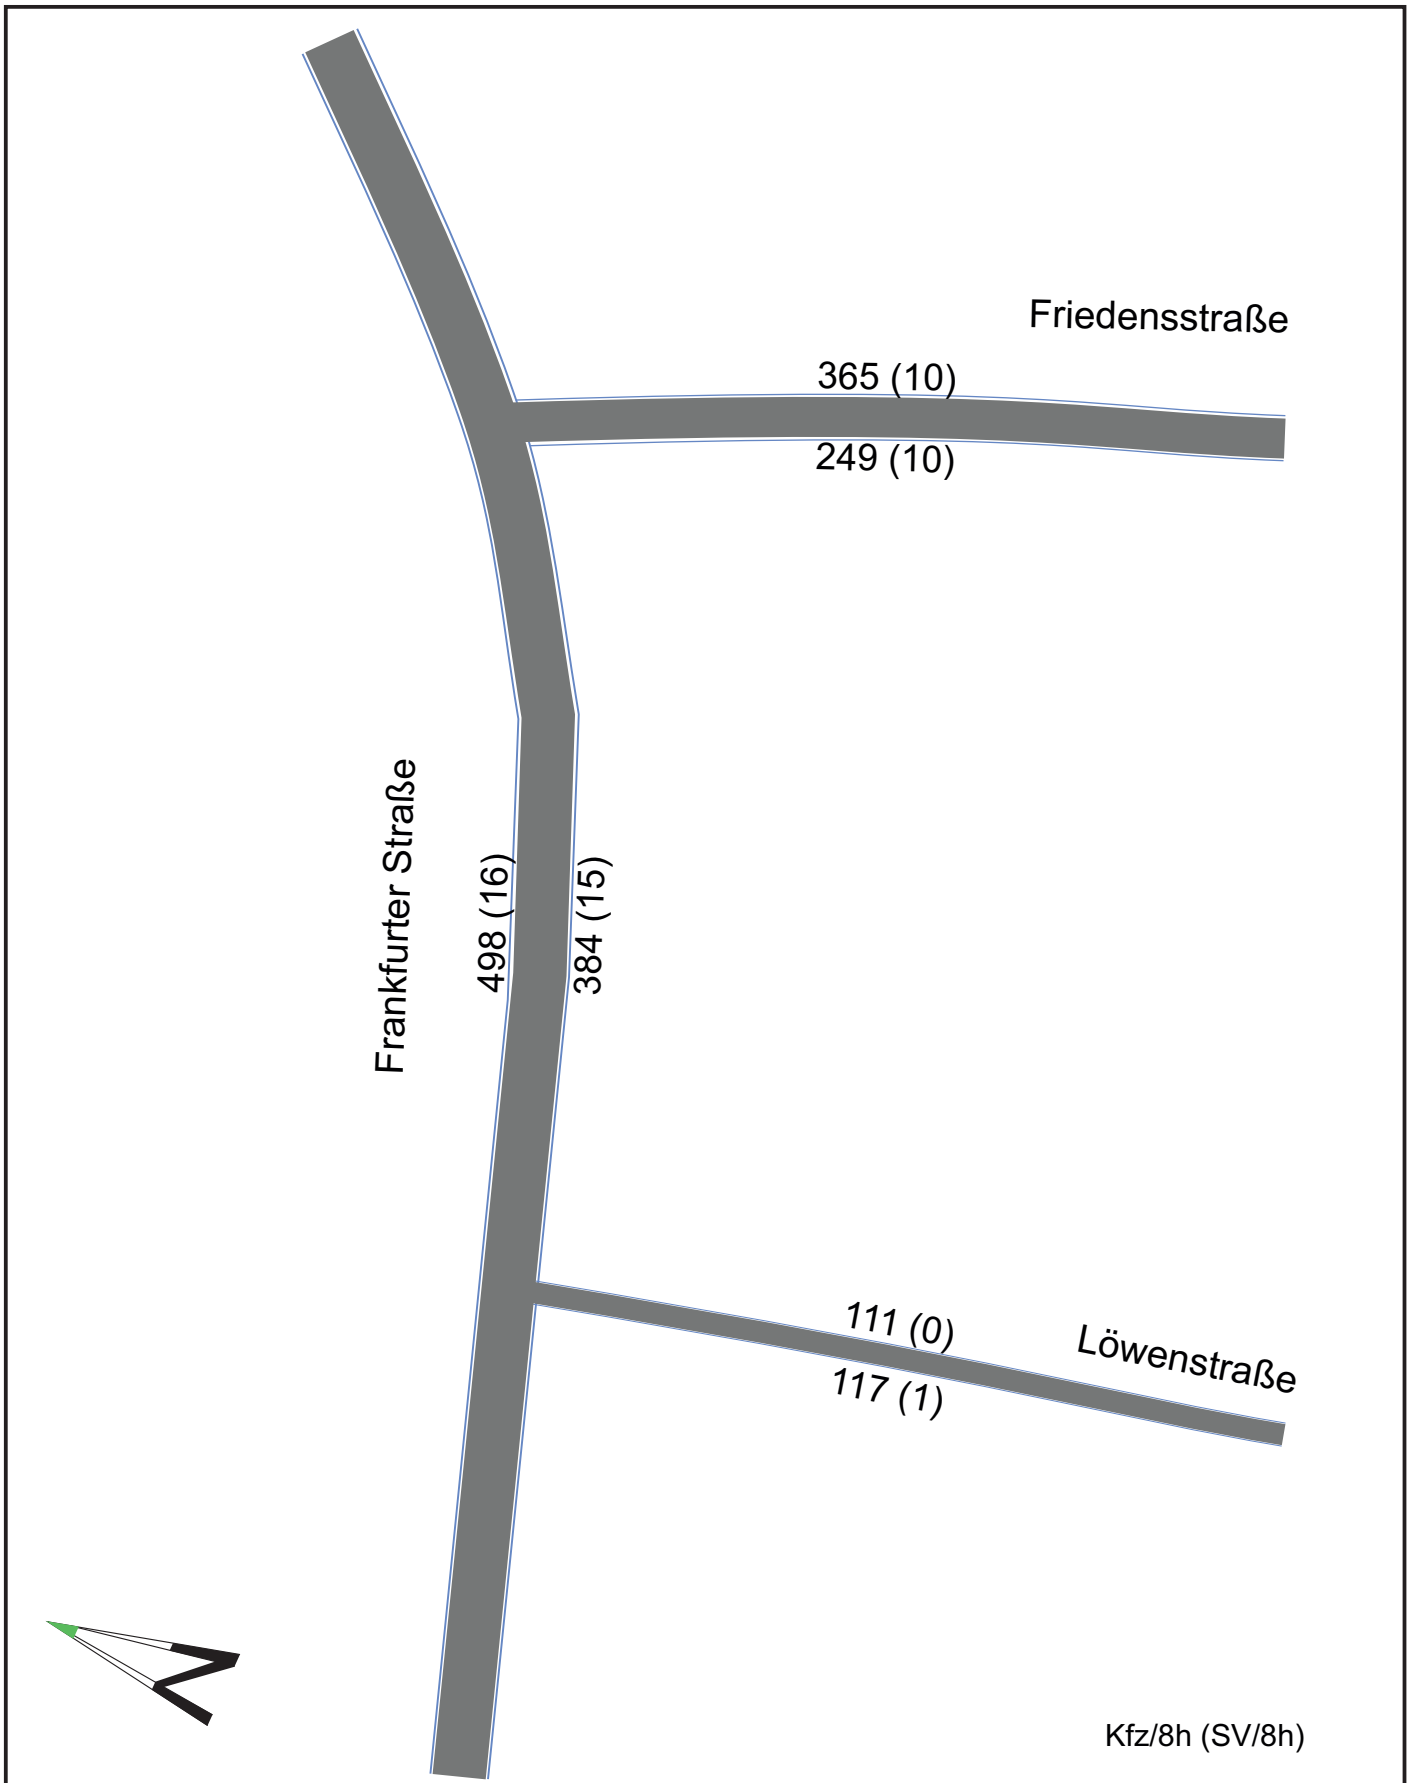 Friedensstraße
365 (10)
249 (10)
Frankfurter Straße
498 (16)
384 (15)
111 (0)
Löwenstraße
117 (1)
Kfz/8h (SV/8h)